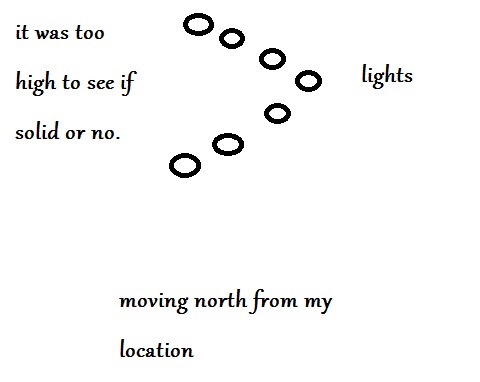 it was too
high to see if
solid or no.
lights
moving north from my
location